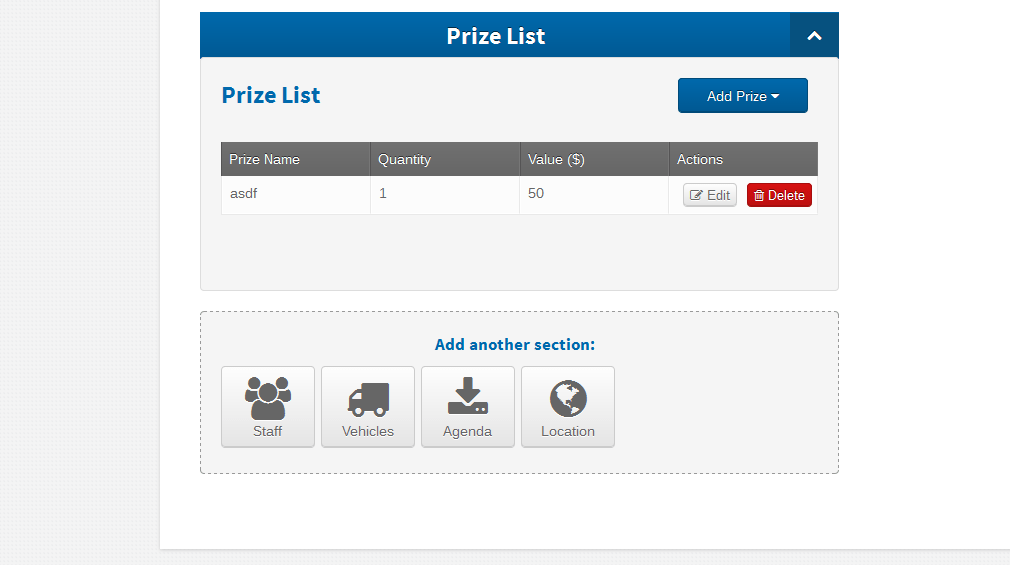 Prize List
Prize List
Add Prize
Prize Name Quantity Value ($) Actions
asdf 1 50 Edit Delete
Add another section:
Staff Vehicles Agenda Location